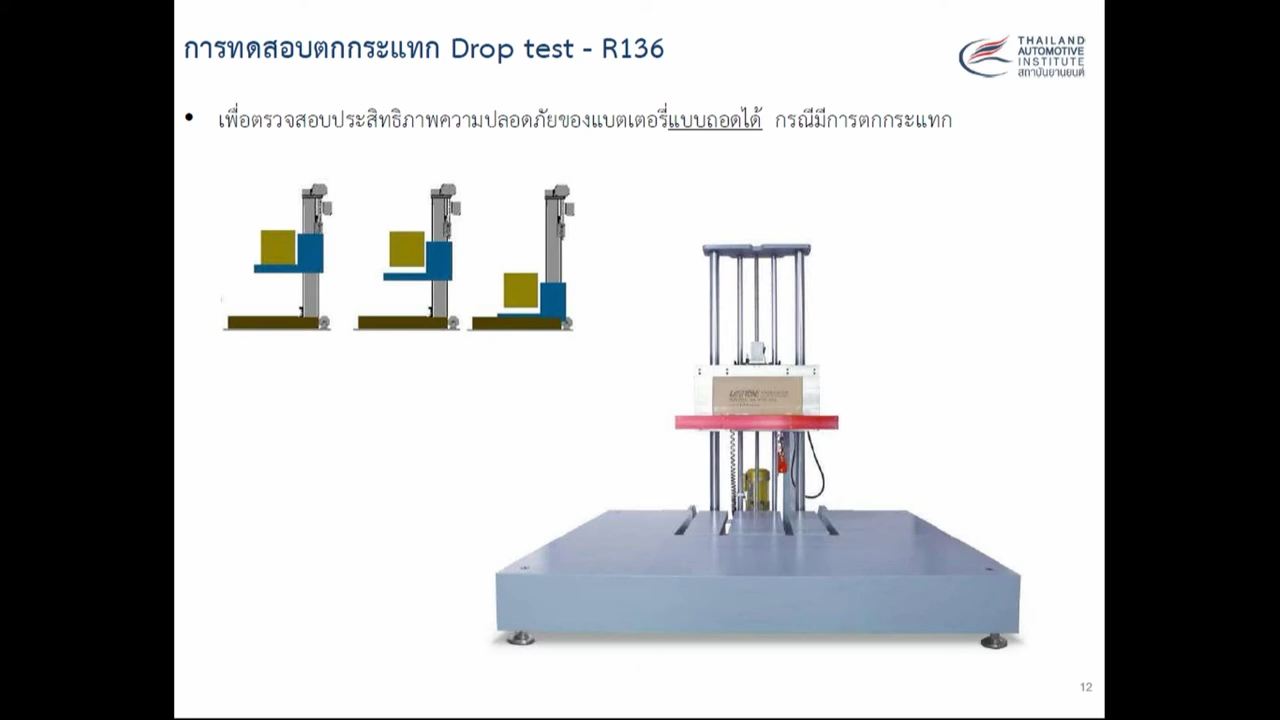 การทดสอบตกกระแทก Drop test - R136
THAILAND
AUTOMOTIVE
INSTITUTE
สถาบันยานยนต์
• เพื่อตรวจสอบประสิทธิภาพความปลอดภัยของแบตเตอรี่แบบถอดได้ กรณีมีการตกกระแทก
12